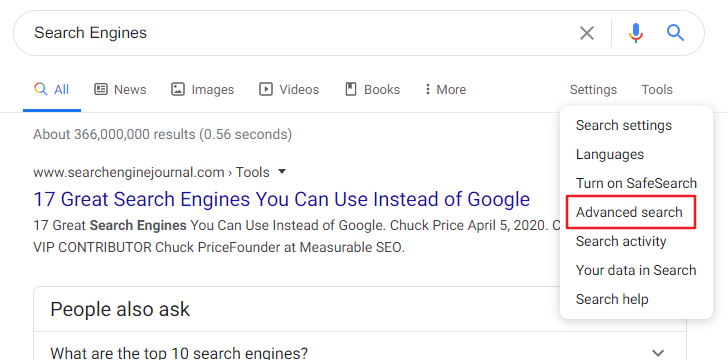 Search Engines
All News Images Videos Books More Settings Tools
About 366,000,000 results (0.56 seconds)
www.searchenginejournal.com › Tools
17 Great Search Engines You Can Use Instead of Google
17 Great Search Engines You Can Use Instead of Google. Chuck Price April 5, 2020.
VIP CONTRIBUTOR Chuck PriceFounder at Measurable SEO.
People also ask
What are the top 10 search engines?
Search settings
Languages
Turn on SafeSearch
Advanced search
Search activity
Your data in Search
Search help